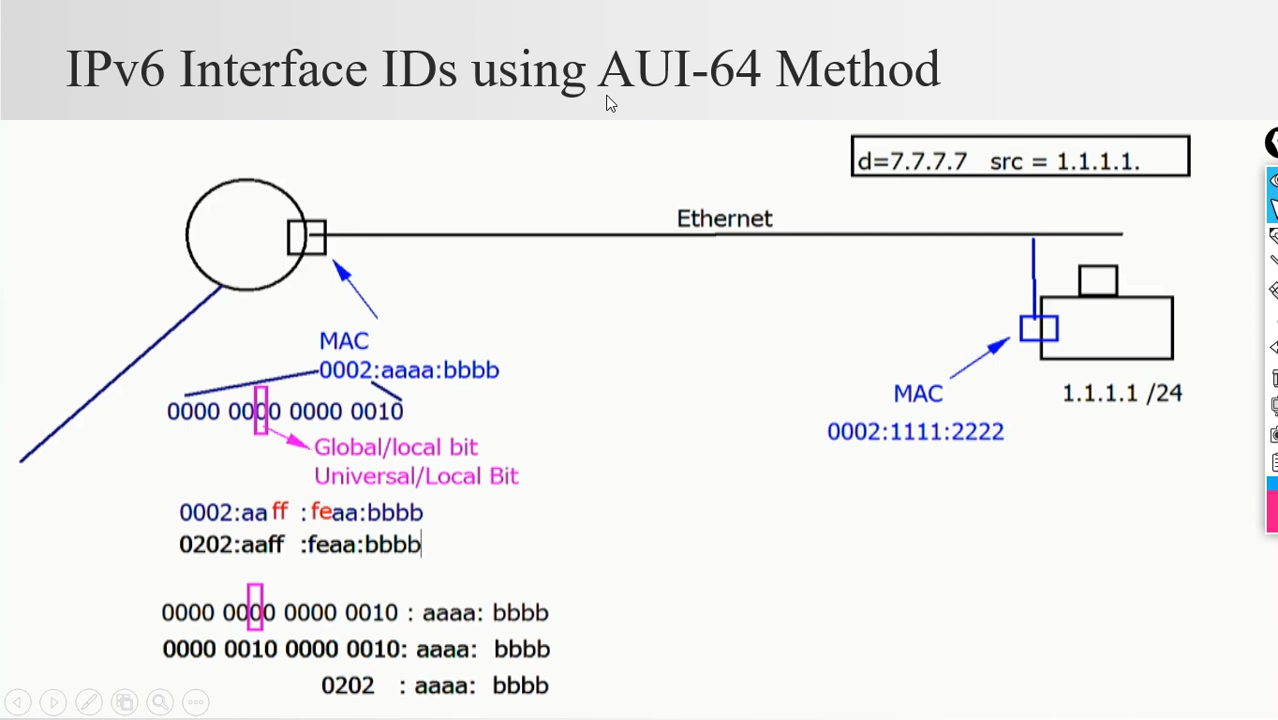 IPv6 Interface IDs using AUI-64 Method
d=7.7.7.7 src = 1.1.1.1.
Ethernet
MAC
0002:aaaa:bbbb
0000 0000 0000 0010
Global/local bit
Universal/Local Bit
0002:aaff :feaa:bbbb
0202:aaff :feaa:bbbb
0000 0000 0000 0010 : aaaa: bbbb
0000 0010 0000 0010: aaaa: bbbb
0202 : aaaa: bbbb
MAC
0002:1111:2222
1.1.1.1 /24